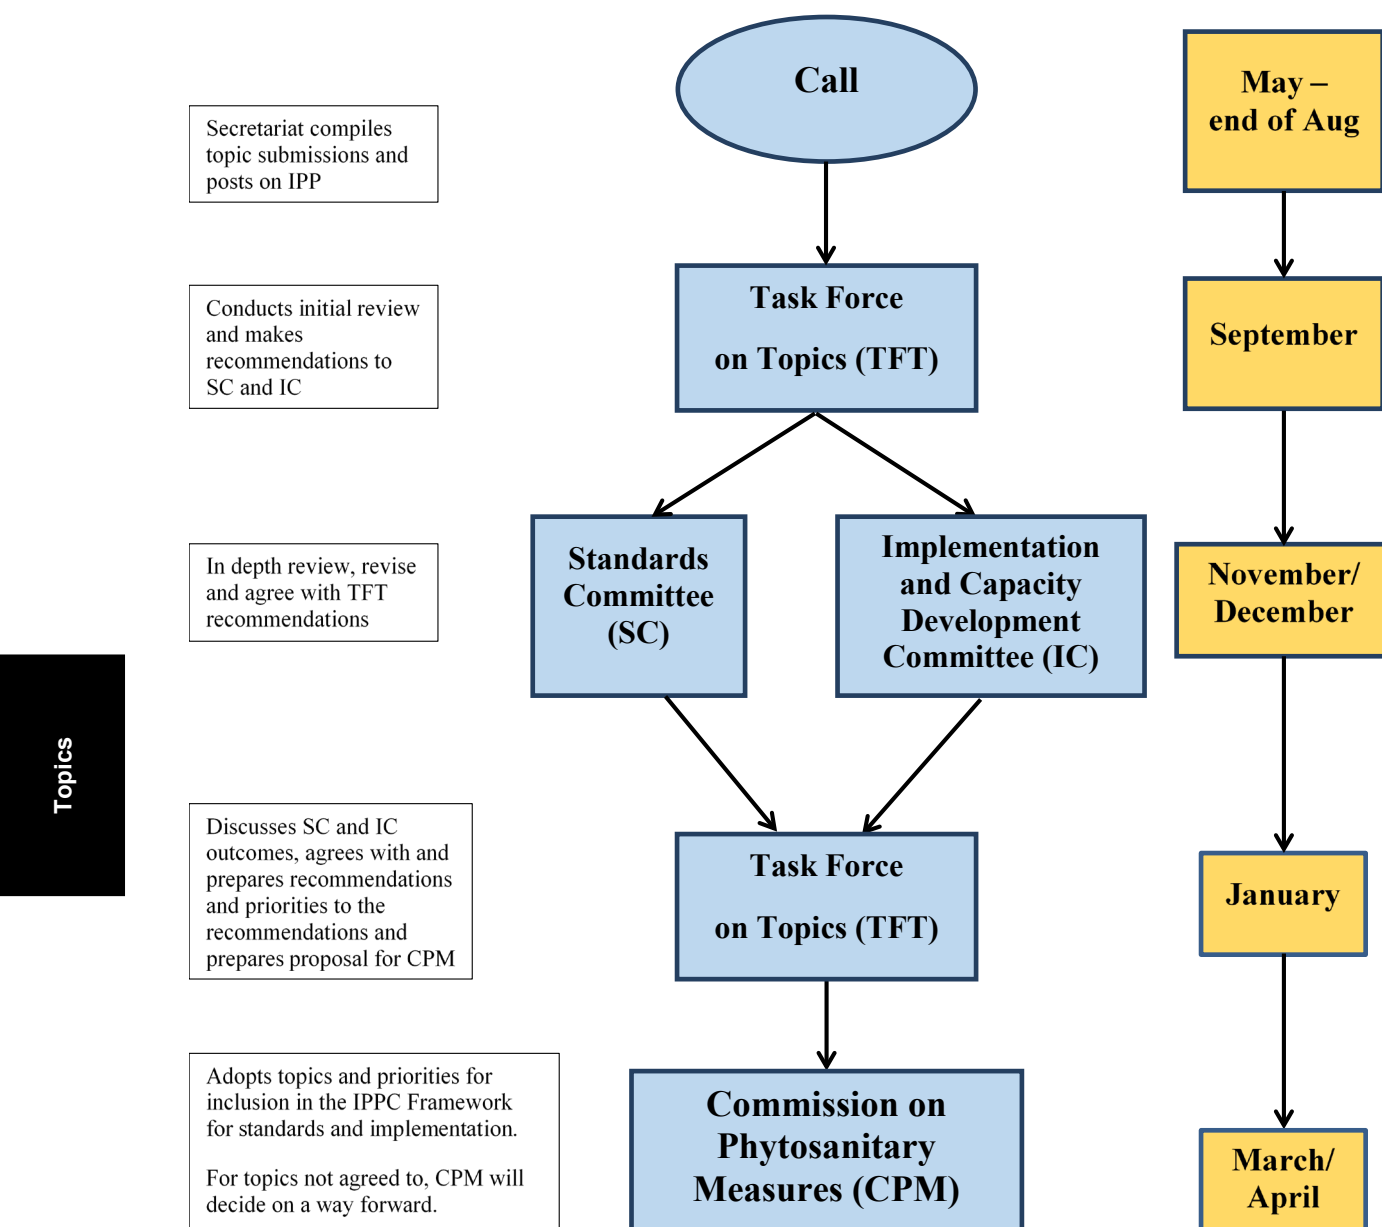 Call
May –
end of Aug
Secretariat compiles
topic submissions and
posts on IPP
Task Force
on Topics (TFT)
September
Conducts initial review
and makes
recommendations to
SC and IC
Standards
Committee
(SC)
Implementation
and Capacity
Development
Committee (IC)
November/
December
In depth review, revise
and agree with TFT
recommendations
Topics
Discusses SC and IC
outcomes, agrees with and
prepares recommendations
and priorities to the
recommendations and
prepares proposal for CPM
Task Force
on Topics (TFT)
January
Adopts topics and priorities for
inclusion in the IPPC Framework
for standards and implementation.
For topics not agreed to, CPM will
decide on a way forward.
Commission on
Phytosanitary
Measures (CPM)
March/
April